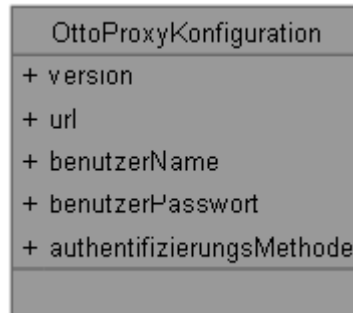 OttoProxyKonfiguration
+ version
+ url
+ benutzerName
+ benutzerPasswort
+ authentifizierungsMethode